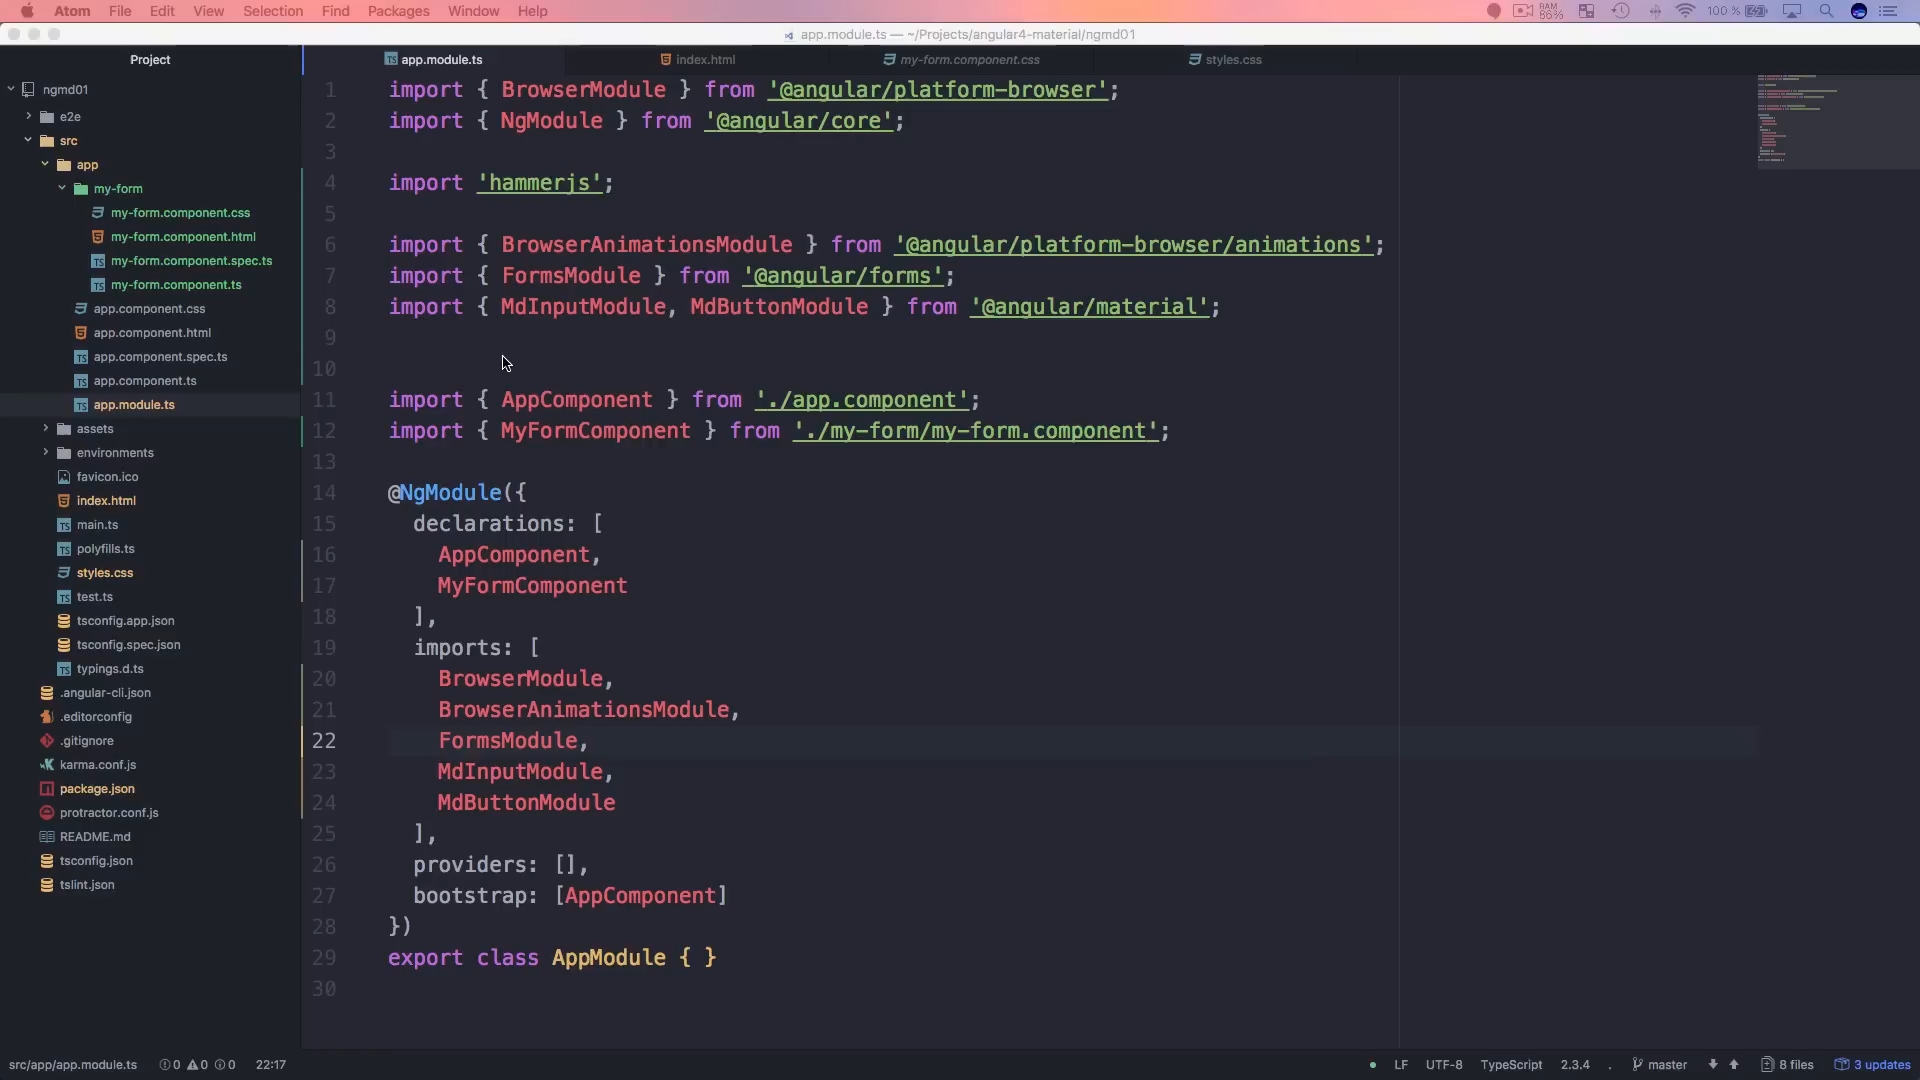 Atom File Edit View Selection Find Packages Window Help RAM 86% 100 %
app.module.ts — ~/Projects/angular4-material/ngmd01
Project
app.module.ts index.html my-form.component.css styles.css
ngmd01
e2e
src
app
my-form
my-form.component.css
my-form.component.html
my-form.component.spec.ts
my-form.component.ts
app.component.css
app.component.html
app.component.spec.ts
app.component.ts
app.module.ts
assets
environments
favicon.ico
index.html
main.ts
polyfills.ts
styles.css
test.ts
tsconfig.app.json
tsconfig.spec.json
typings.d.ts
.angular-cli.json
.editorconfig
.gitignore
karma.conf.js
package.json
protractor.conf.js
README.md
tsconfig.json
tslint.json
1 import { BrowserModule } from '@angular/platform-browser';
2 import { NgModule } from '@angular/core';
3
4 import 'hammerjs';
5
6 import { BrowserAnimationsModule } from '@angular/platform-browser/animations';
7 import { FormsModule } from '@angular/forms';
8 import { MdInputModule, MdButtonModule } from '@angular/material';
9
10
11 import { AppComponent } from './app.component';
12 import { MyFormComponent } from './my-form/my-form.component';
13
14 @NgModule({
15 declarations: [
16 AppComponent,
17 MyFormComponent
18 ],
19 imports: [
20 BrowserModule,
21 BrowserAnimationsModule,
22 FormsModule,
23 MdInputModule,
24 MdButtonModule
25 ],
26 providers: [],
27 bootstrap: [AppComponent]
28 })
29 export class AppModule { }
30
src/app/app.module.ts 0 0 0 22:17 LF UTF-8 TypeScript 2.3.4 . master 8 files 3 updates